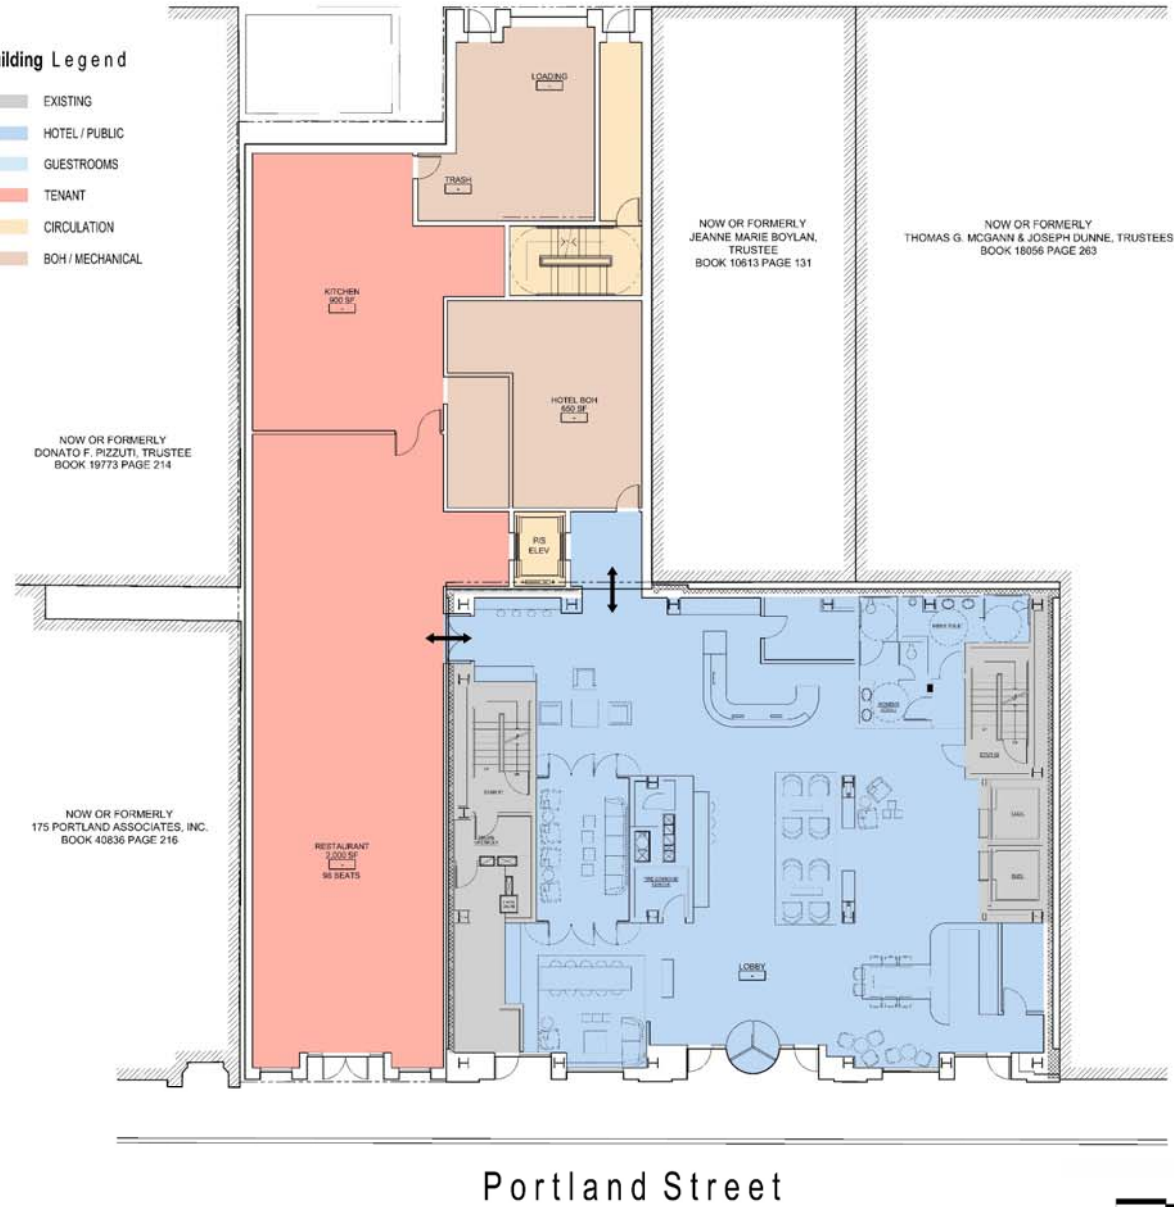 ilding Legend
EXISTING
HOTEL / PUBLIC
GUESTROOMS
TENANT
CIRCULATION
BOH / MECHANICAL
LOADING
TRASH
NOW OR FORMERLY
JEANNE MARIE BOYLAN,
TRUSTEE
BOOK 10613 PAGE 131
NOW OR FORMERLY
THOMAS G. MCGANN & JOSEPH DUNNE, TRUSTEES
BOOK 18056 PAGE 263
KITCHEN
900 SF
HOTEL BOH
650 SF
NOW OR FORMERLY
DONATO F. PIZZUTI, TRUSTEE
BOOK 19773 PAGE 214
P/S
ELEV
NOW OR FORMERLY
175 PORTLAND ASSOCIATES, INC.
BOOK 40836 PAGE 216
RESTAURANT
2,000 SF
96 SEATS
LOBBY
Portland Street